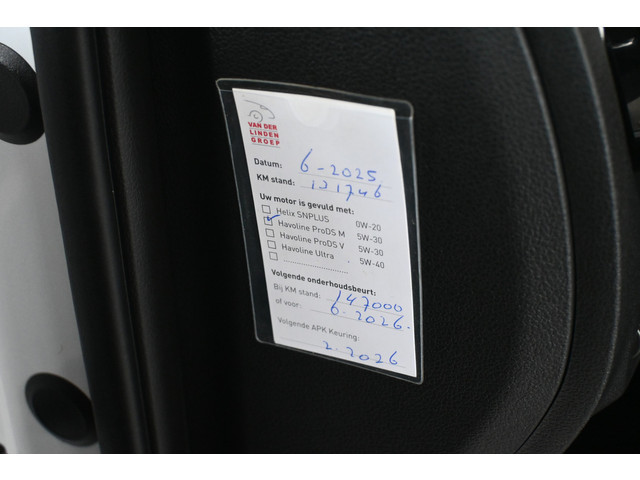 VAN DER
LINDEN
GROEP
Datum: 6-2025
KM stand: 131746
Uw motor is gevuld met:
Helix SNPLUS 0W-20
Havoline ProDS M 5W-30
Havoline ProDS V 5W-30
Havoline Ultra 5W-40
Volgende onderhoudsbeurt:
Bij KM stand: 147000
of voor: 6-2026.
Volgende APK Keuring:
2-2026